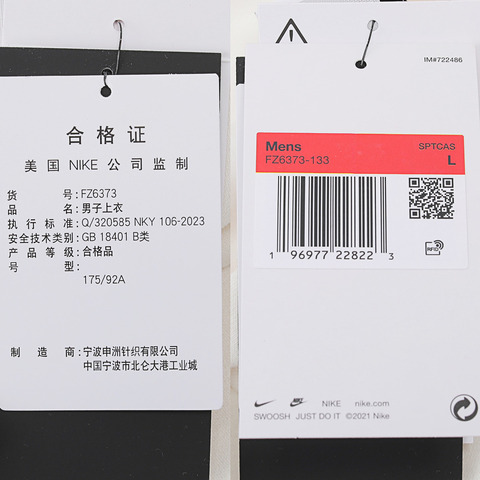 合格证
美国 NIKE 公司监制
货号:FZ6373
品名:男子上衣
执行标准:Q/320585 NKY 106-2023
安全技术类别:GB 18401 B类
产品等级:合格品
号型:
175/92A
制造商:宁波申洲针织有限公司
中国宁波市北仑大港工业城
IM#722486
Mens SPTCAS
FZ6373-133 L
1 96977 22822 3
RFID
NIKE nike.com
SWOOSH JUST DO IT ©2021 Nike